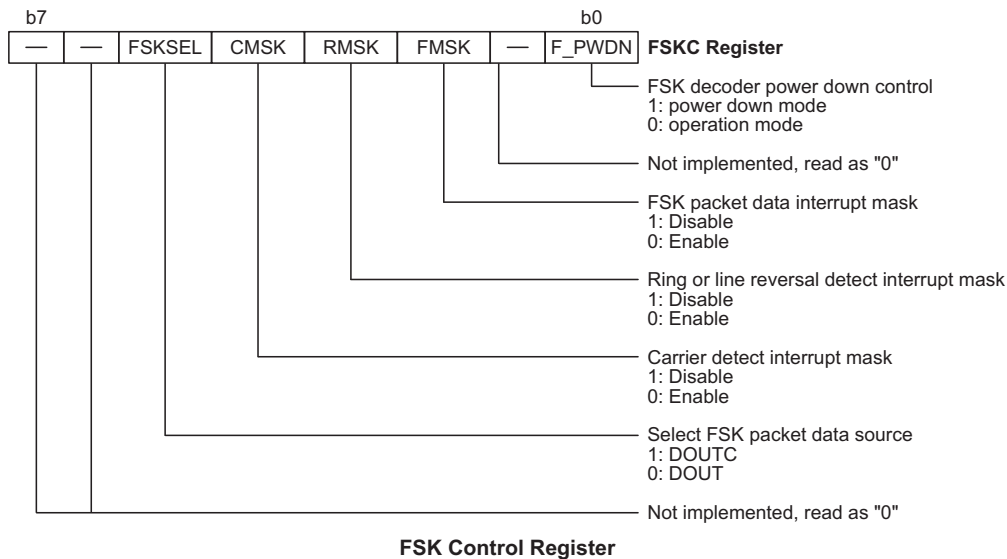 b7 b0
— — FSKSEL CMSK RMSK FMSK — F_PWDN FSKC Register
FSK decoder power down control
1: power down mode
0: operation mode
Not implemented, read as "0"
FSK packet data interrupt mask
1: Disable
0: Enable
Ring or line reversal detect interrupt mask
1: Disable
0: Enable
Carrier detect interrupt mask
1: Disable
0: Enable
Select FSK packet data source
1: DOUTC
0: DOUT
Not implemented, read as "0"
FSK Control Register